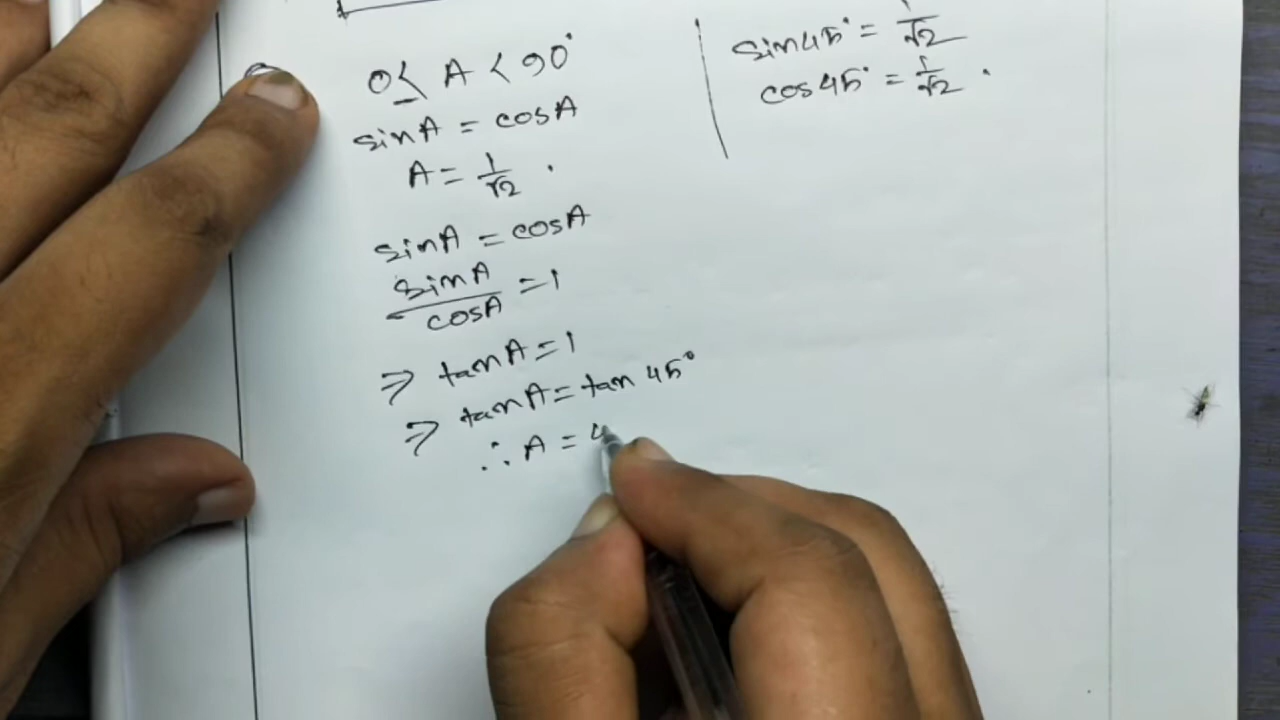 0 ≤ A < 90°
sinA = cosA
A = 1/√2 .
sinA = cosA
sinA/cosA = 1
⇒ tanA = 1
⇒ tanA = tan 45°
∴ A = 4
sin45° = 1/√2
cos45° = 1/√2 .